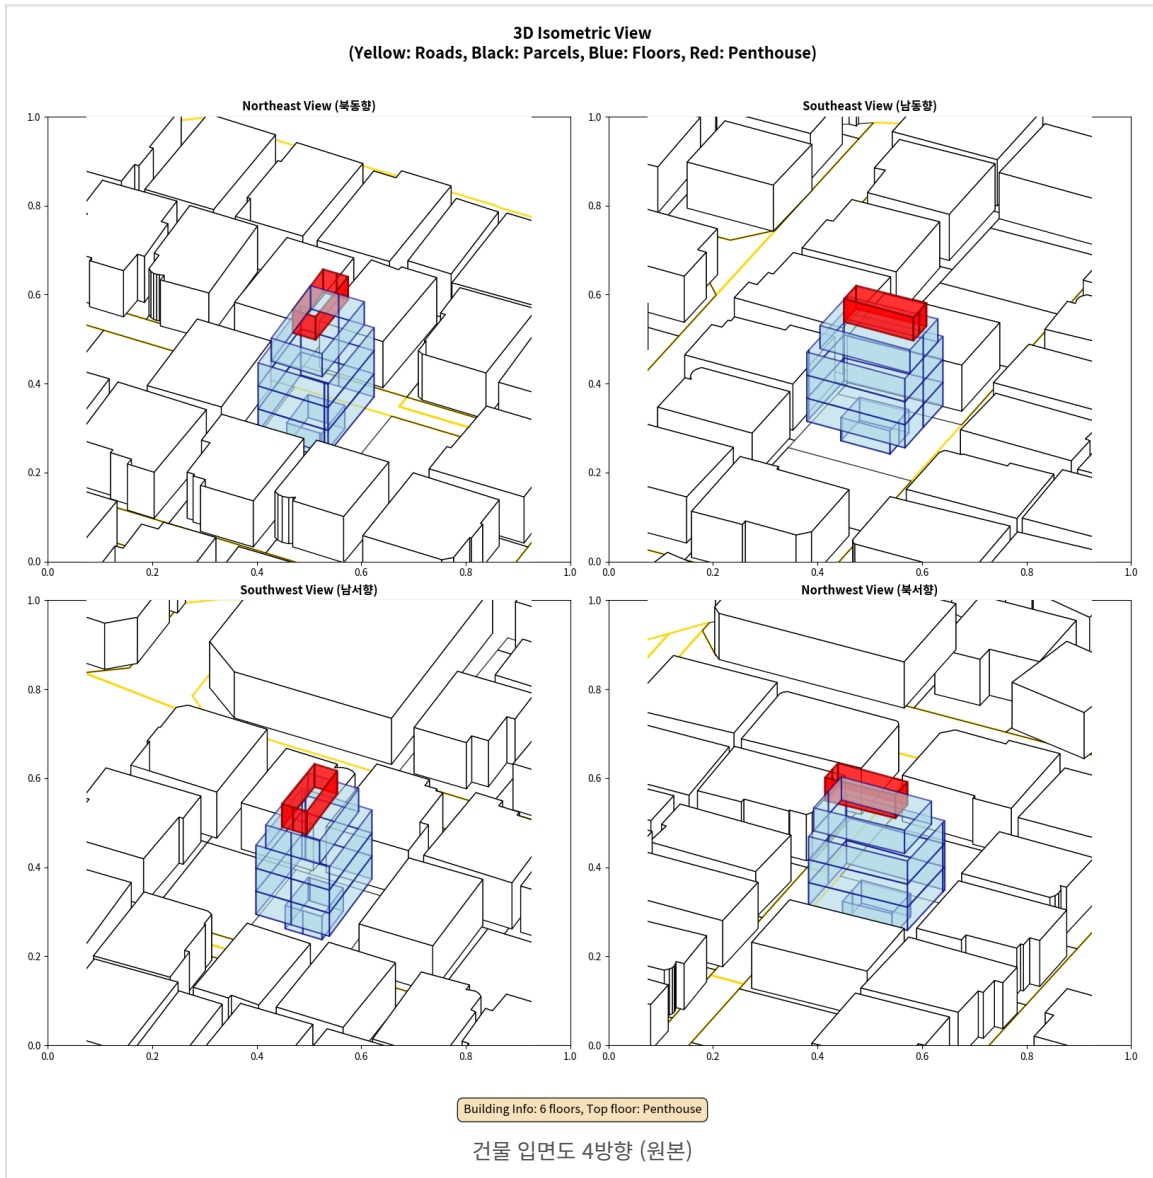 3D Isometric View
(Yellow: Roads, Black: Parcels, Blue: Floors, Red: Penthouse)
Northeast View (북동향)
1.0
0.8
0.6
0.4
0.2
0.0
0.0 0.2 0.4 0.6 0.8 1.0
Southeast View (남동향)
1.0
0.8
0.6
0.4
0.2
0.0
0.0 0.2 0.4 0.6 0.8 1.0
Southwest View (남서향)
1.0
0.8
0.6
0.4
0.2
0.0
0.0 0.2 0.4 0.6 0.8 1.0
Northwest View (북서향)
1.0
0.8
0.6
0.4
0.2
0.0
0.0 0.2 0.4 0.6 0.8 1.0
Building Info: 6 floors, Top floor: Penthouse
건물 입면도 4방향 (원본)